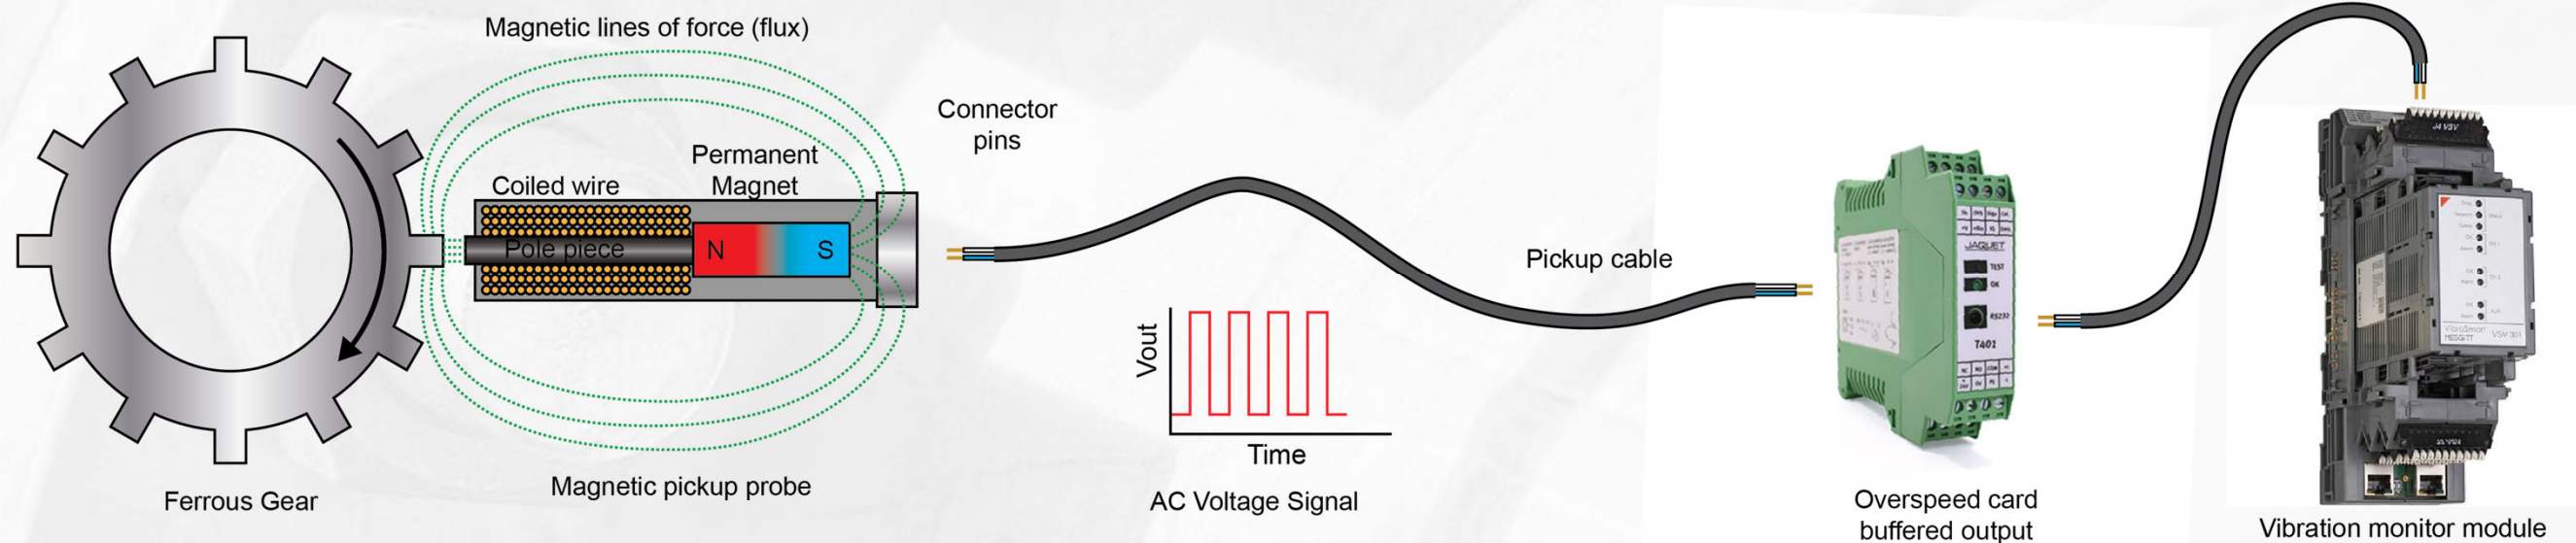 Magnetic lines of force (flux)
Coiled wire
Permanent
Magnet
Pole piece
N
S
Connector
pins
Pickup cable
Vout
Time
AC Voltage Signal
Ferrous Gear
Magnetic pickup probe
JAQUET
TEST
OK
RS232
T401
Overspeed card
buffered output
J4 VSV
VibroSmart
VSV 301
MEGGITT
Vibration monitor module